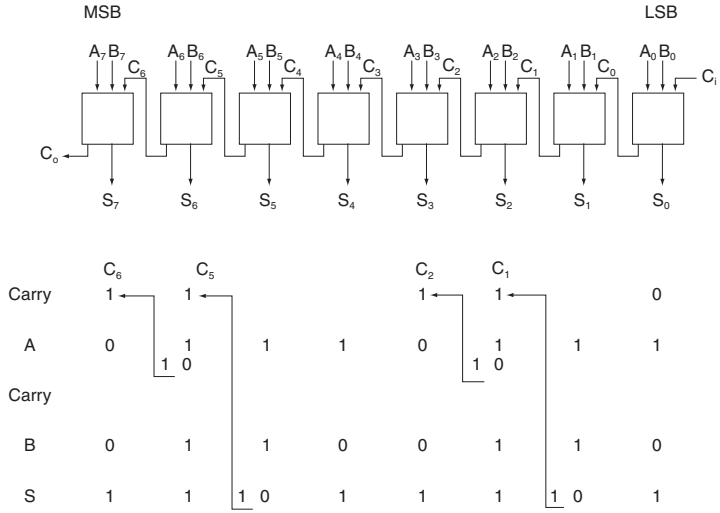 MSB LSB
A₇ B₇ C₆ A₆ B₆ C₅ A₅ B₅ C₄ A₄ B₄ C₃ A₃ B₃ C₂ A₂ B₂ C₁ A₁ B₁ C₀ A₀ B₀ Cᵢ
Cₒ
S₇ S₆ S₅ S₄ S₃ S₂ S₁ S₀
C₆ C₅ C₂ C₁
Carry 1 1 1 1 0
A 0 1 1 1 0 1 1 1
1 0 1 0
Carry
B 0 1 1 0 0 1 1 0
S 1 1 1 0 1 1 1 1 0 1